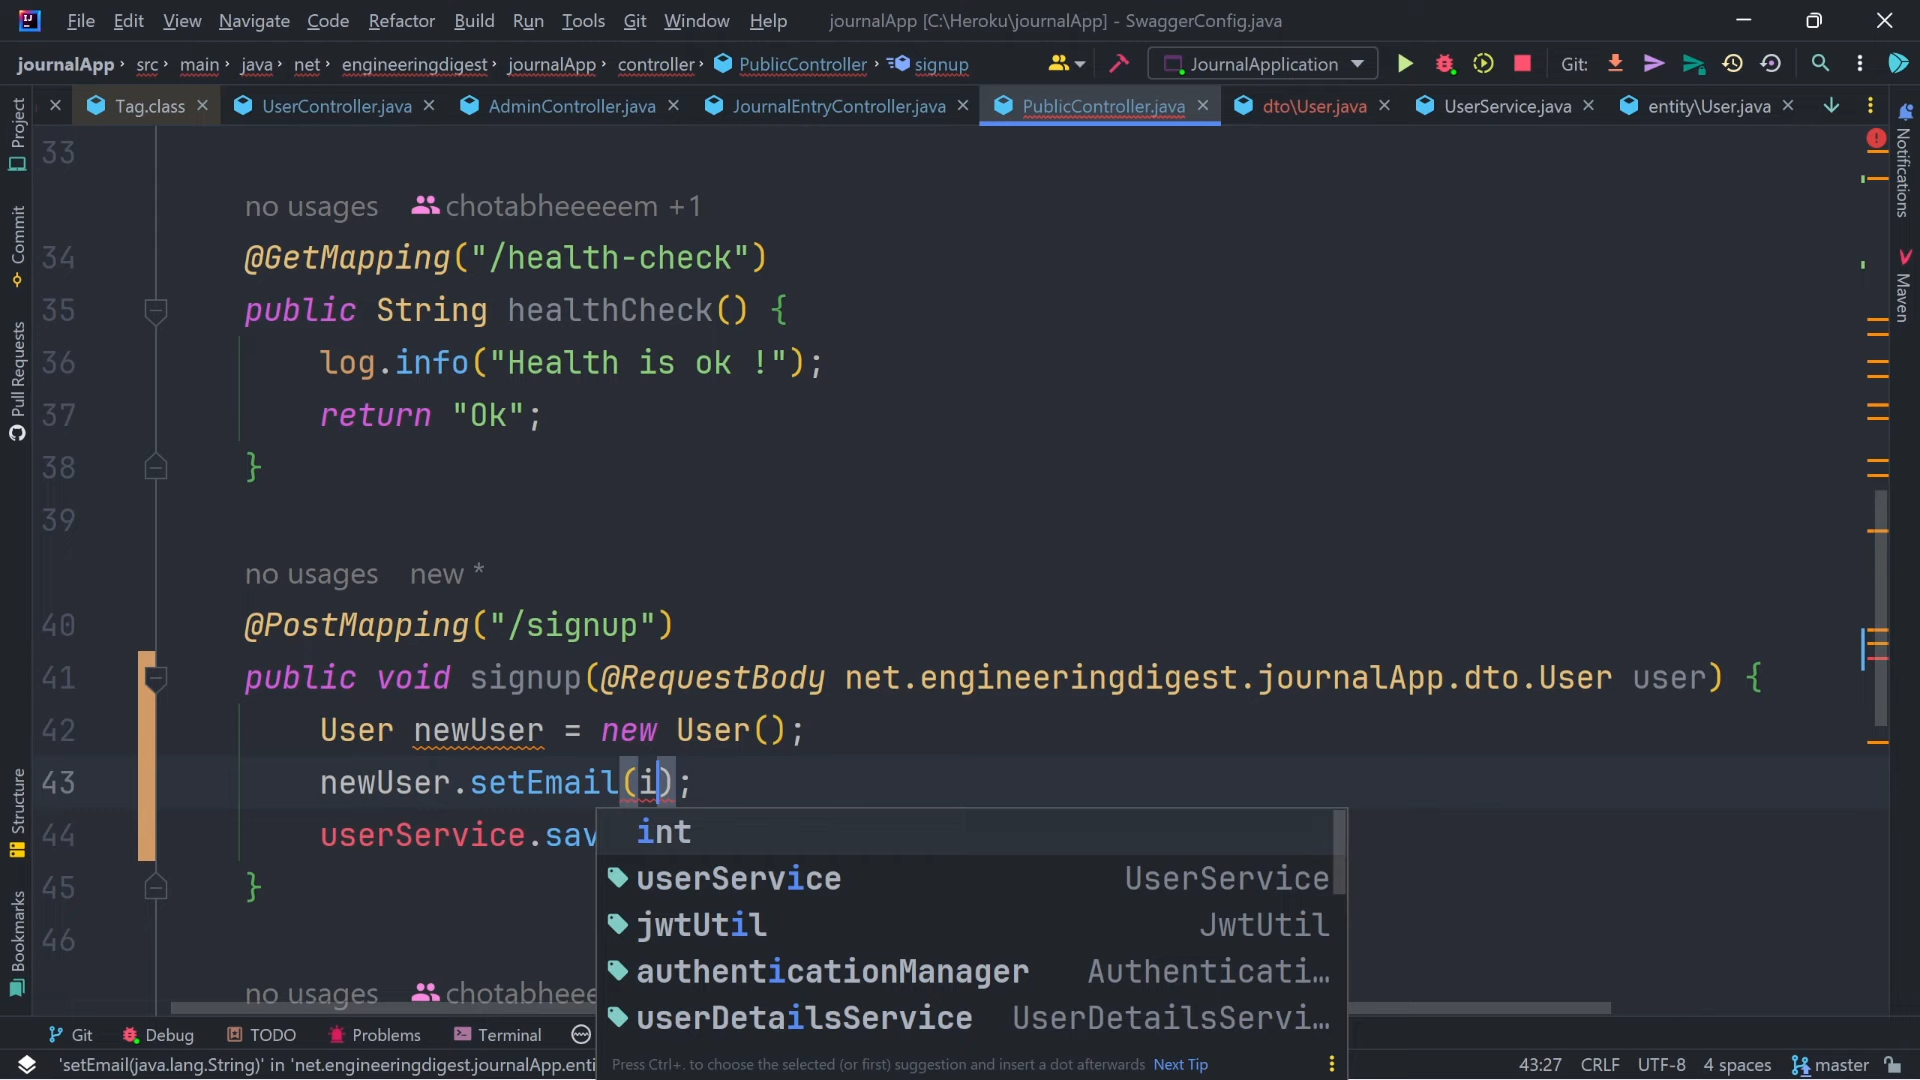 File Edit View Navigate Code Refactor Build Run Tools Git Window Help journalApp [C:\Heroku\journalApp] - SwaggerConfig.java
journalApp › src › main › java › net › engineeringdigest › journalApp › controller › PublicController › signup JournalApplication Git:
Tag.class UserController.java AdminController.java JournalEntryController.java PublicController.java dto\User.java UserService.java entity\User.java
Project
Commit
Pull Requests
Structure
Bookmarks
Notifications
Maven
33
no usages chotabheeeeem +1
34 @GetMapping("/health-check")
35 public String healthCheck() {
36 log.info("Health is ok !");
37 return "Ok";
38 }
39
no usages new *
40 @PostMapping("/signup")
41 public void signup(@RequestBody net.engineeringdigest.journalApp.dto.User user) {
42 User newUser = new User();
43 newUser.setEmail(i);
44 userService.sav
45 }
46
no usages chotabheee
int
userService UserService
jwtUtil JwtUtil
authenticationManager Authenticati…
userDetailsService UserDetailsServi…
Press Ctrl+. to choose the selected (or first) suggestion and insert a dot afterwards Next Tip
Git Debug TODO Problems Terminal
'setEmail(java.lang.String)' in 'net.engineeringdigest.journalApp.enti 43:27 CRLF UTF-8 4 spaces master